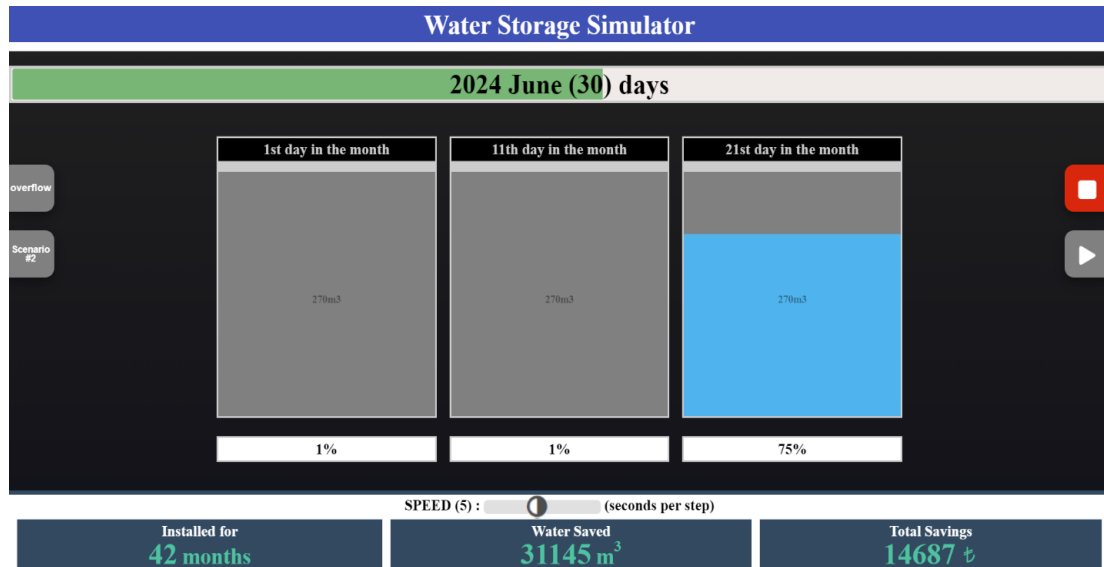 Water Storage Simulator
2024 June (30) days
1st day in the month
11th day in the month
21st day in the month
overflow
Scenario
#2
270m3
270m3
270m3
1%
1%
75%
SPEED (5) :
(seconds per step)
Installed for
42 months
Water Saved
31145 m³
Total Savings
14687 ₺